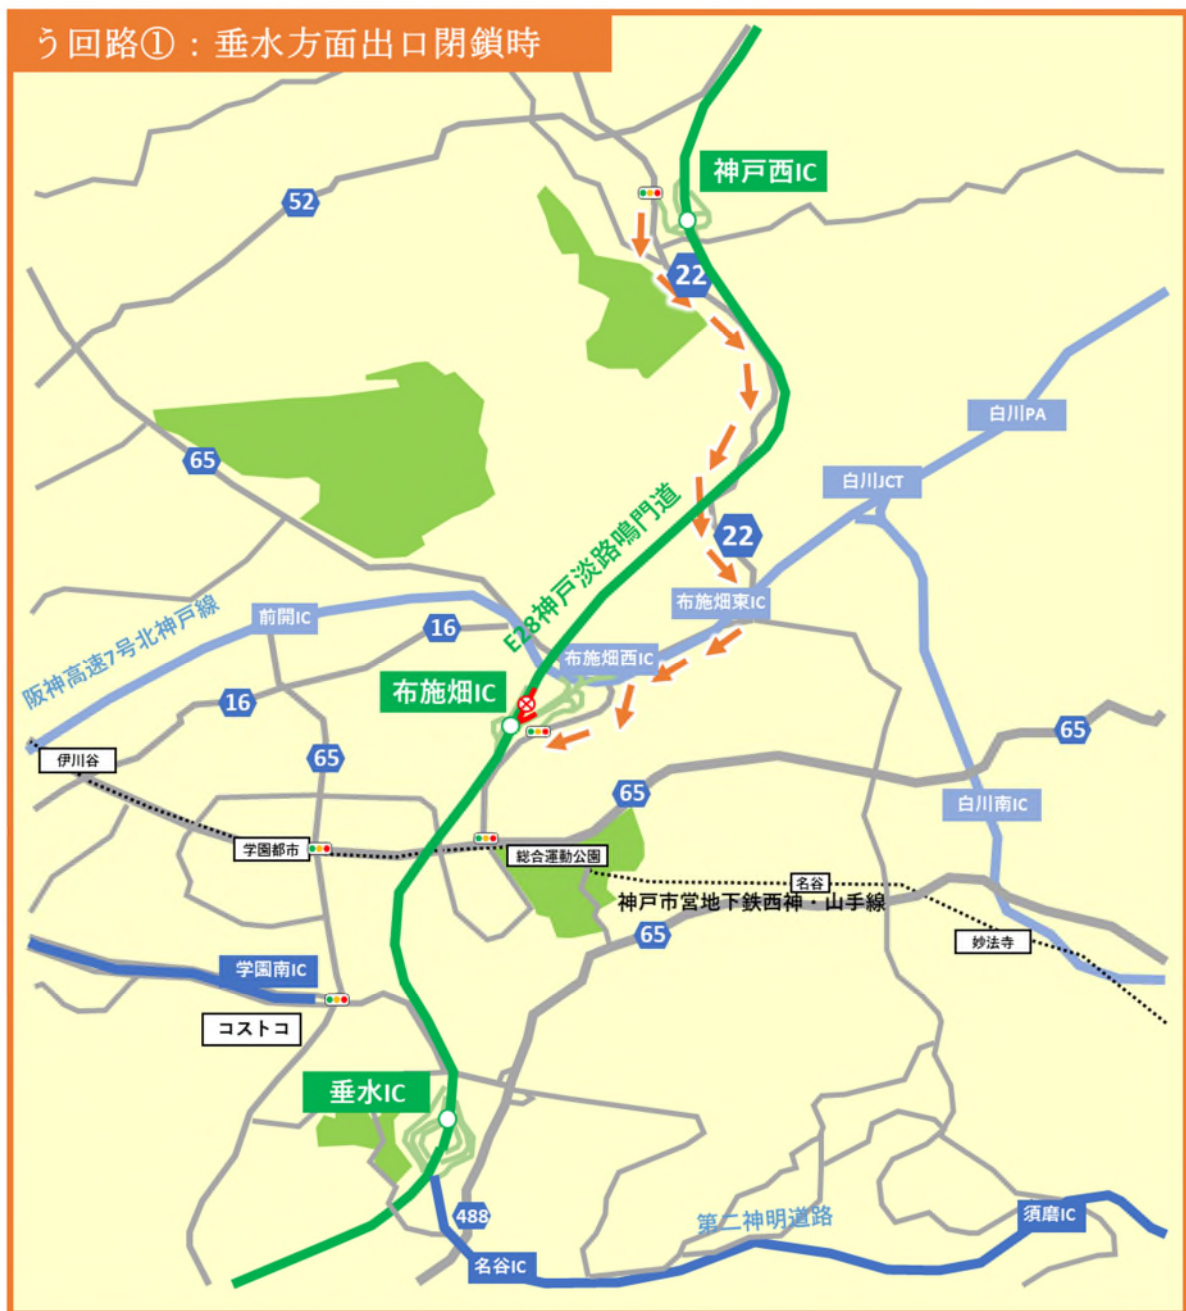 う回路①：垂水方面出口閉鎖時
神戸西IC
52
22
白川PA
65
白川JCT
22
E28神戸淡路鳴門道
布施畑東IC
前開IC
16
阪神高速7号北神戸線
布施畑西IC
布施畑IC
16
65
65
伊川谷
65
白川南IC
学園都市
総合運動公園
名谷
神戸市営地下鉄西神・山手線
65
妙法寺
学園南IC
コストコ
垂水IC
488
第二神明道路
須磨IC
名谷IC